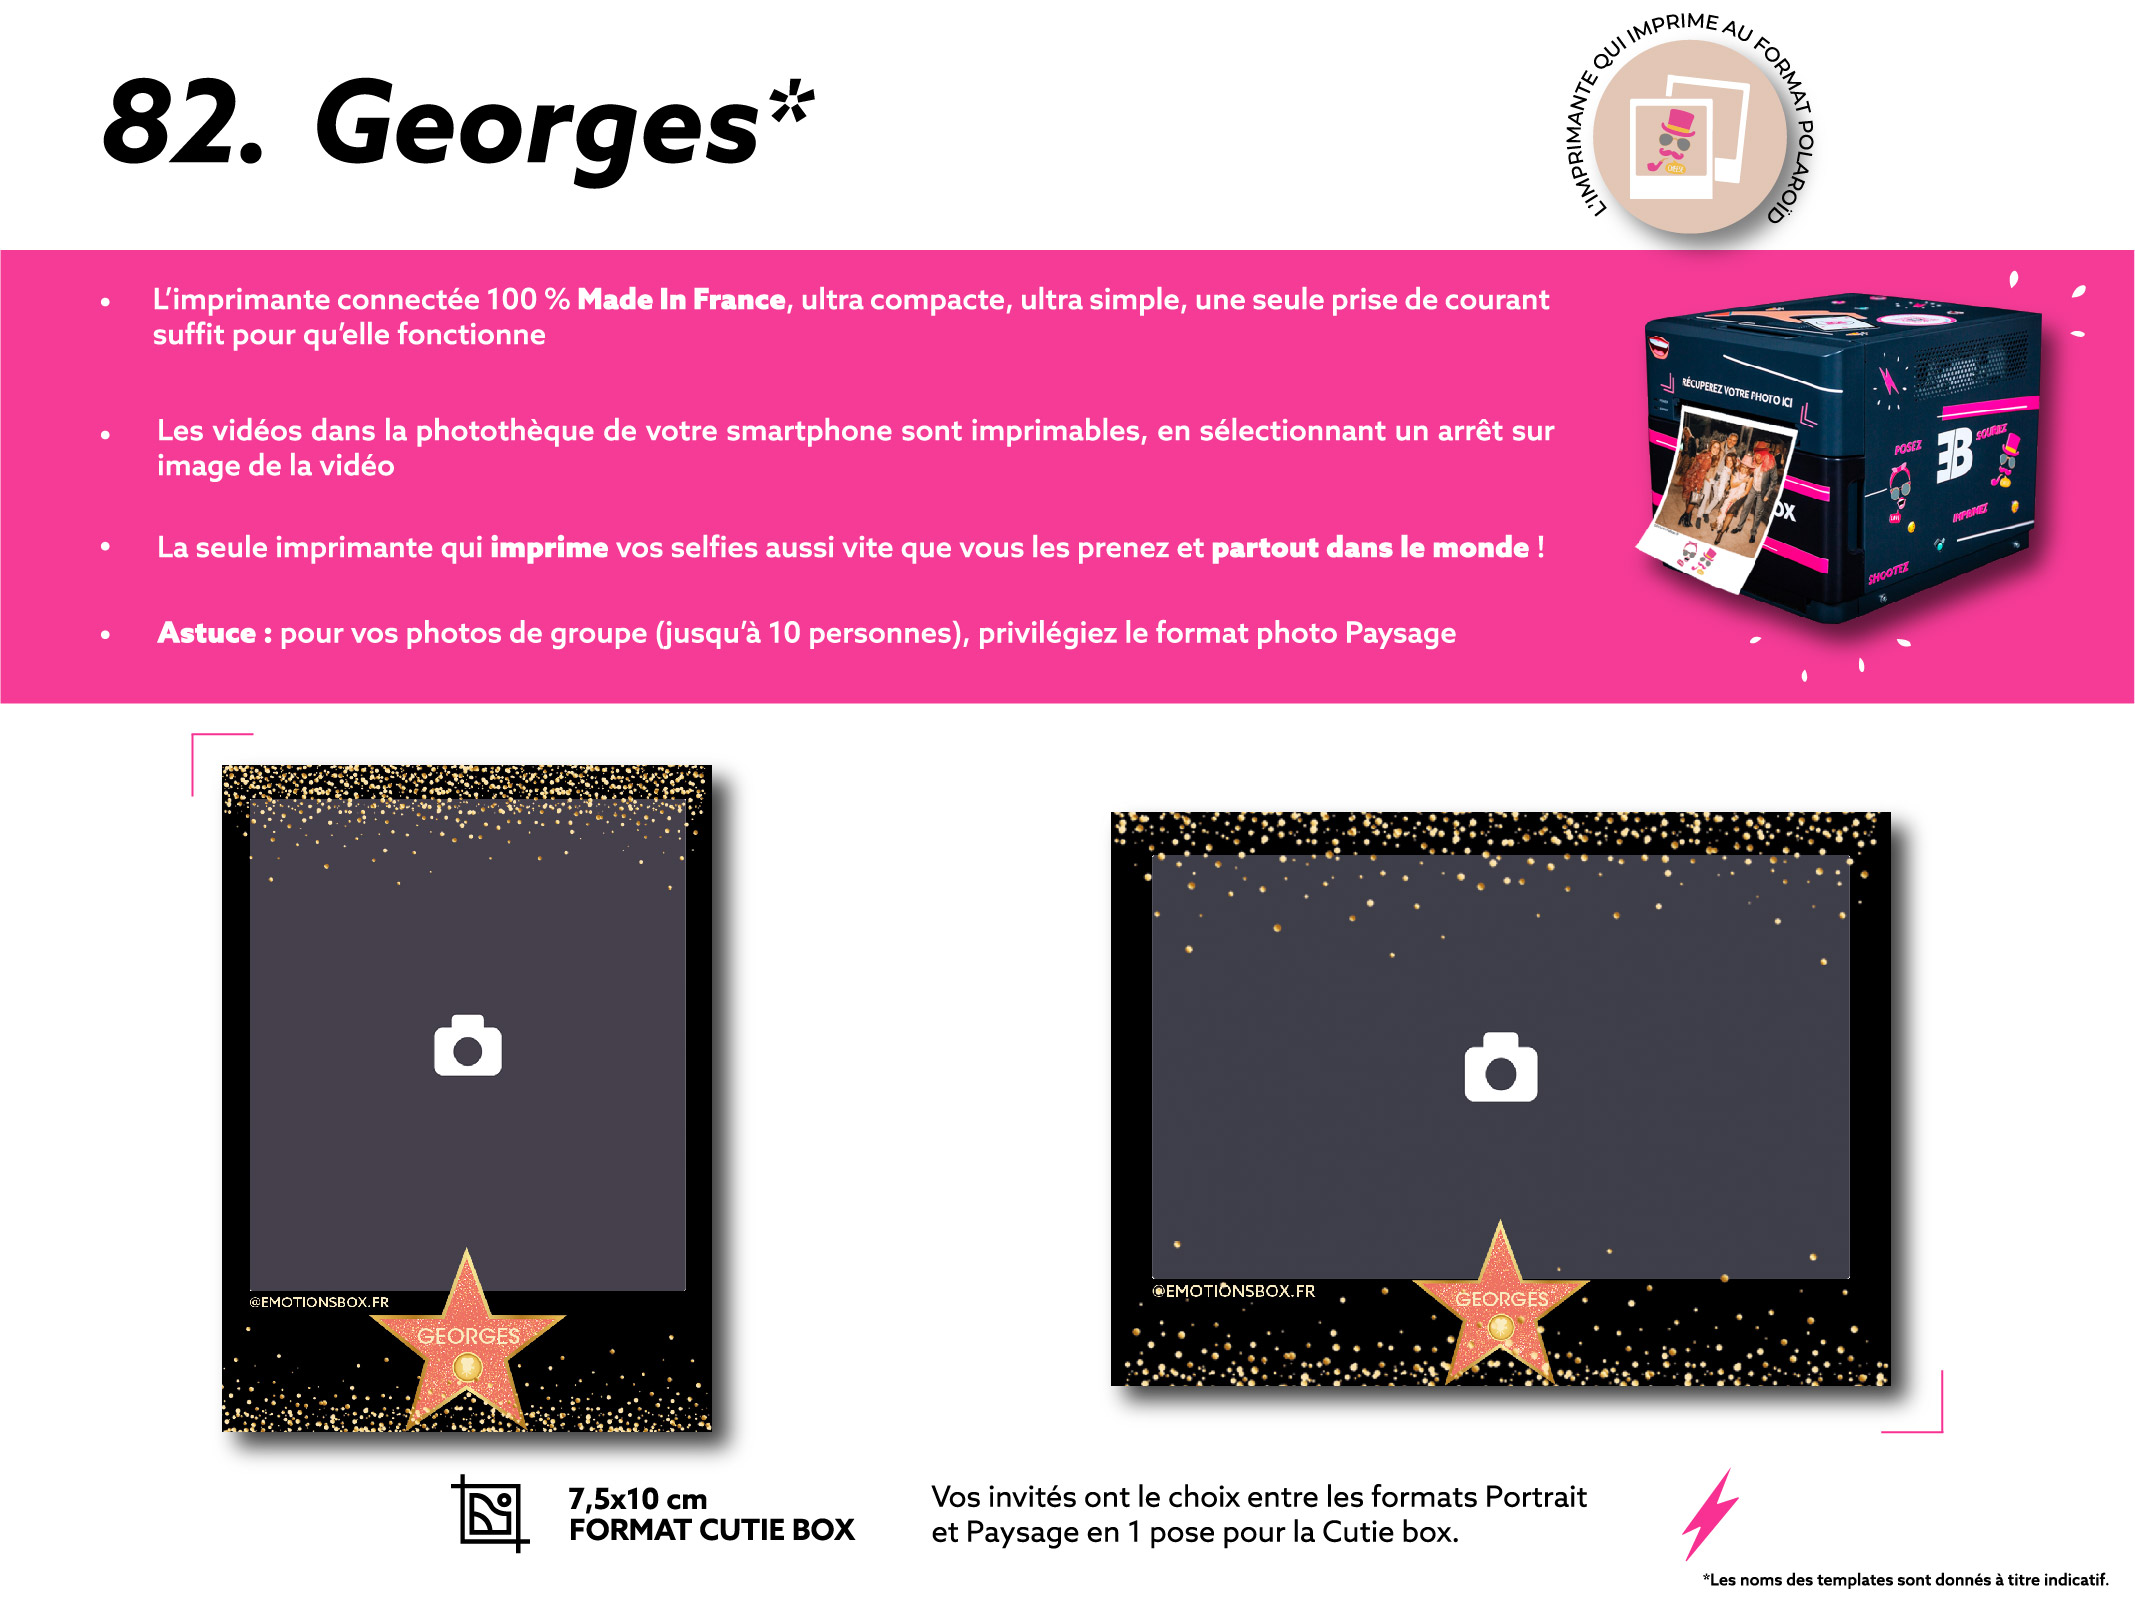 82. Georges*
L'IMPRIMANTE QUI IMPRIME AU FORMAT POLAROÏD
• L'imprimante connectée 100 % Made In France, ultra compacte, ultra simple, une seule prise de courant
suffit pour qu'elle fonctionne
• Les vidéos dans la photothèque de votre smartphone sont imprimables, en sélectionnant un arrêt sur
image de la vidéo
• La seule imprimante qui imprime vos selfies aussi vite que vous les prenez et partout dans le monde !
• Astuce : pour vos photos de groupe (jusqu'à 10 personnes), privilégiez le format photo Paysage
RÉCUPEREZ VOTRE PHOTO ICI
POSEZ
SOURIEZ
EB
IMPRIMEZ
SHOOTEZ
OX
@EMOTIONSBOX.FR
GEORGES
@EMOTIONSBOX.FR
GEORGES
7,5x10 cm
FORMAT CUTIE BOX
Vos invités ont le choix entre les formats Portrait
et Paysage en 1 pose pour la Cutie box.
*Les noms des templates sont donnés à titre indicatif.